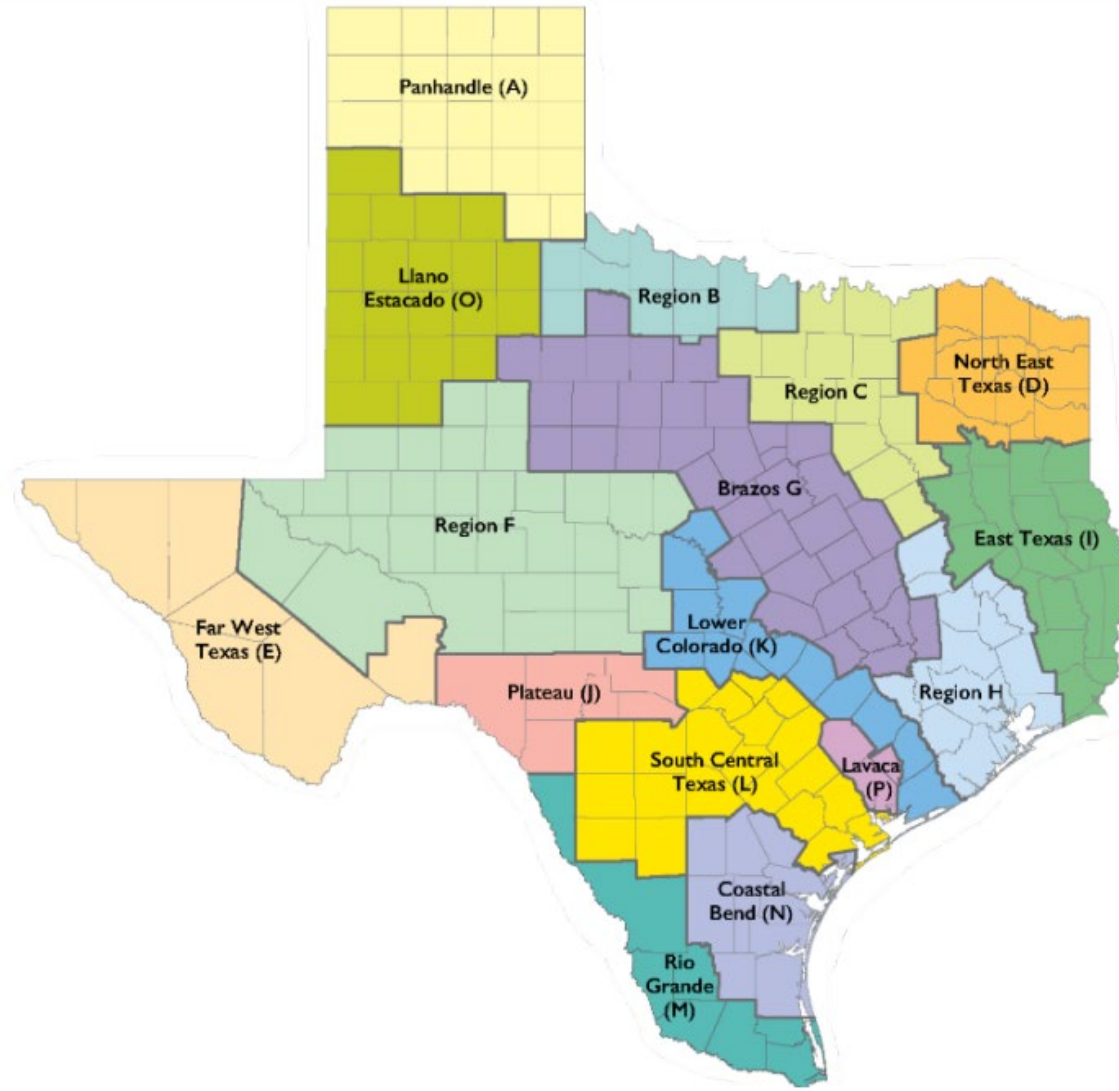 Panhandle (A)
Llano
Estacado (O)
Region B
North East
Texas (D)
Region C
Brazos G
Region F
East Texas (I)
Far West
Texas (E)
Lower
Colorado (K)
Plateau (J)
Region H
South Central
Texas (L)
Lavaca
(P)
Coastal
Bend (N)
Rio
Grande
(M)